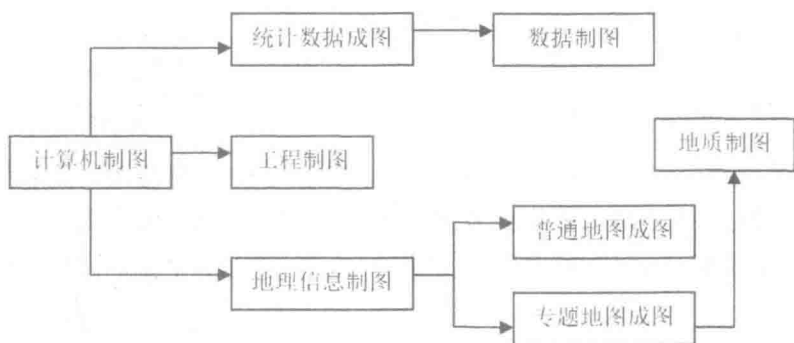 统计数据成图
数据制图
计算机制图
工程制图
地质制图
普通地图成图
地理信息制图
专题地图成图